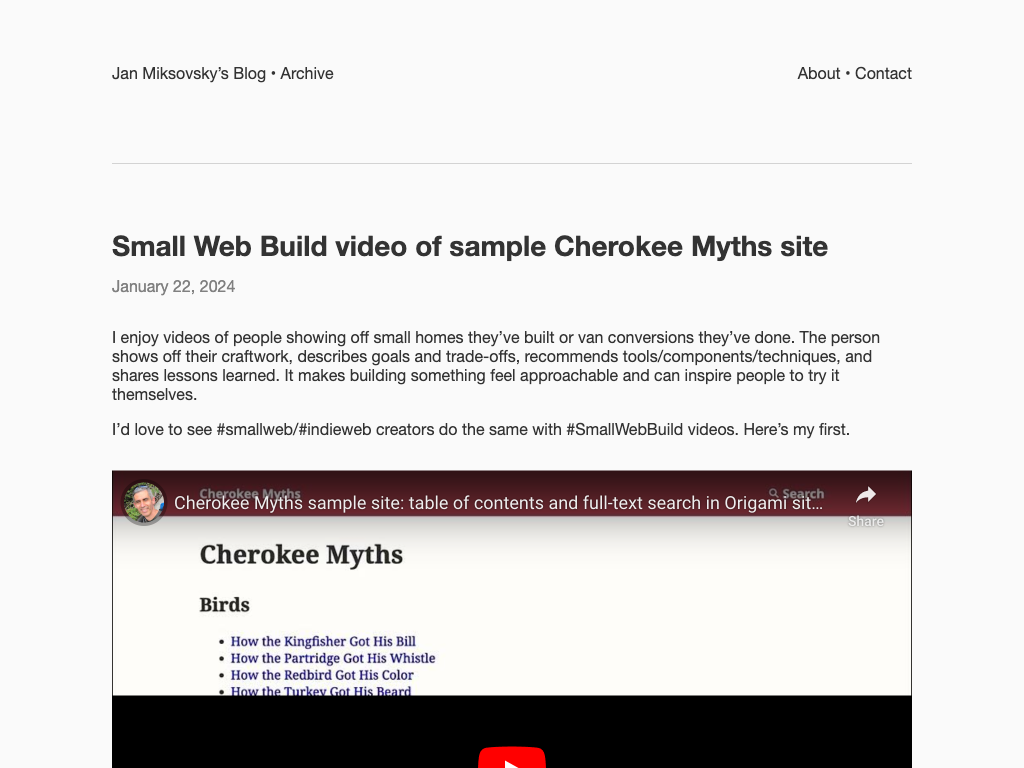 Jan Miksovsky’s Blog • Archive
About • Contact
Small Web Build video of sample Cherokee Myths site
January 22, 2024
I enjoy videos of people showing off small homes they’ve built or van conversions they’ve done. The person
shows off their craftwork, describes goals and trade-offs, recommends tools/components/techniques, and
shares lessons learned. It makes building something feel approachable and can inspire people to try it
themselves.
I’d love to see #smallweb/#indieweb creators do the same with #SmallWebBuild videos. Here’s my first.
Cherokee Myths
Search
Cherokee Myths sample site: table of contents and full-text search in Origami sit…
Share
Cherokee Myths
Birds
• How the Kingfisher Got His Bill
• How the Partridge Got His Whistle
• How the Redbird Got His Color
• How the Turkey Got His Beard